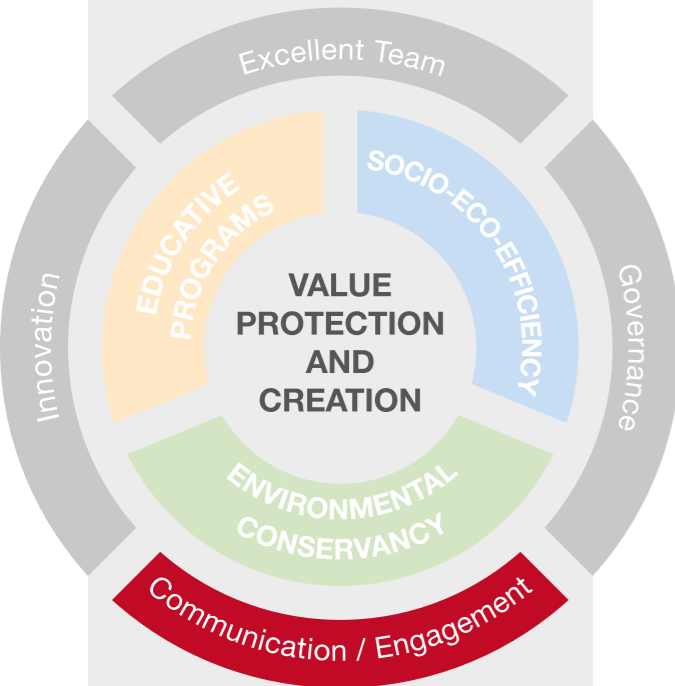 Excellent Team
SOCIO-ECO-EFFICIENCY
EDUCATIVE
PROGRAMS
Innovation
Governance
VALUE
PROTECTION
AND
CREATION
ENVIRONMENTAL
CONSERVANCY
Communication / Engagement